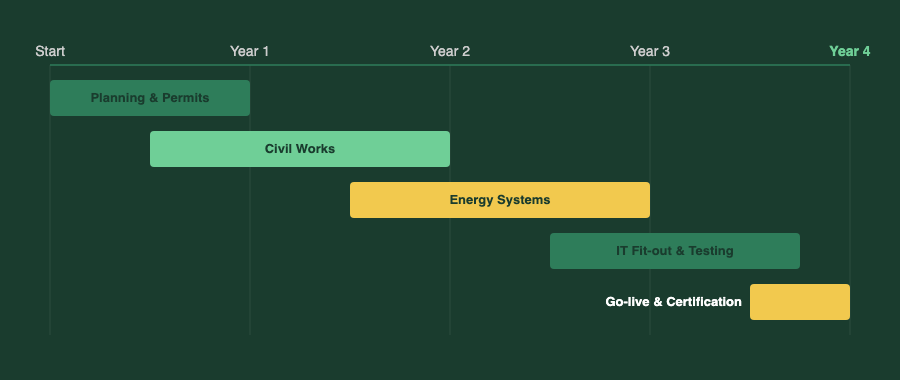 Start Year 1 Year 2 Year 3 Year 4
Planning & Permits
Civil Works
Energy Systems
IT Fit-out & Testing
Go-live & Certification